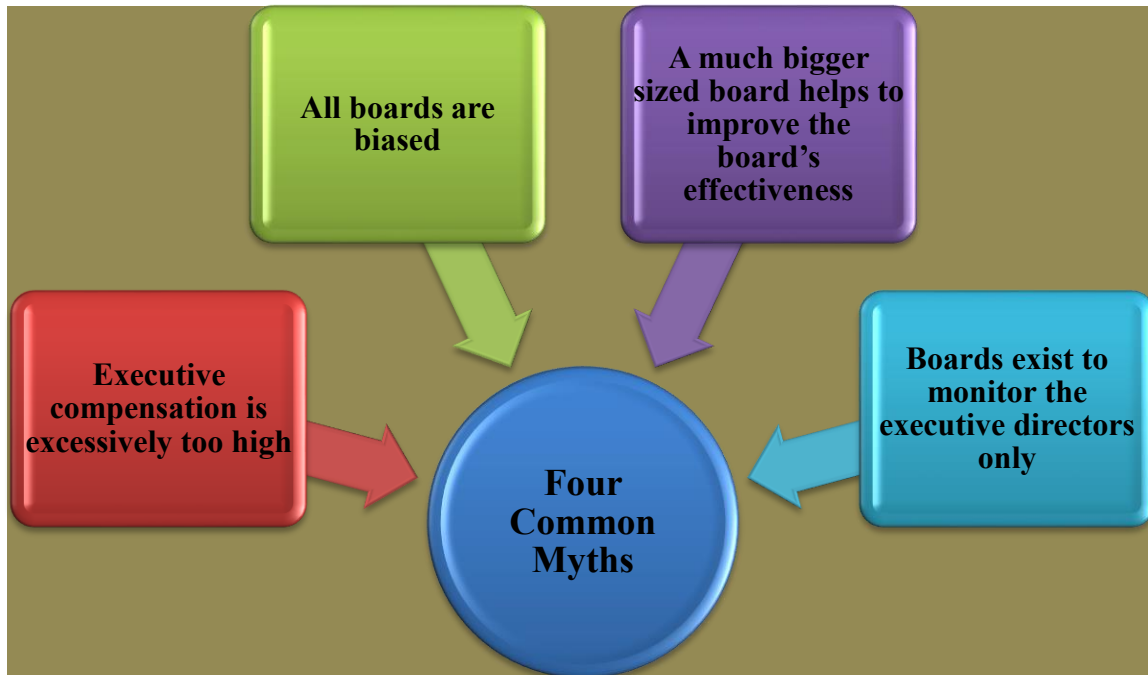 Executive
compensation is
excessively too high
All boards are
biased
A much bigger
sized board helps to
improve the
board’s
effectiveness
Boards exist to
monitor the
executive directors
only
Four
Common
Myths